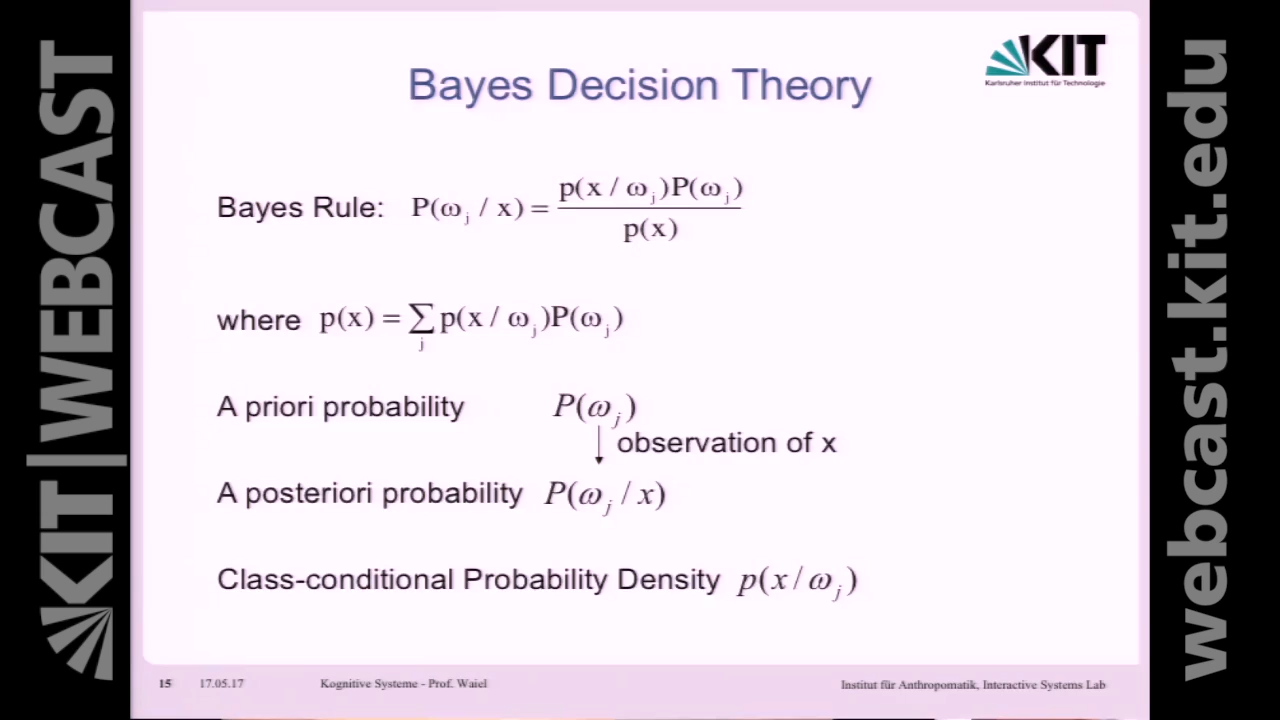 KIT | WEBCAST
KIT
Karlsruher Institut für Technologie
Bayes Decision Theory
Bayes Rule: P(ω_j / x) = p(x / ω_j)P(ω_j) / p(x)
where p(x) = ∑_j p(x / ω_j)P(ω_j)
A priori probability P(ω_j)
↓ observation of x
A posteriori probability P(ω_j / x)
Class-conditional Probability Density p(x / ω_j)
15 17.05.17 Kognitive Systeme - Prof. Waiel Institut für Anthropomatik, Interactive Systems Lab
webcast.kit.edu